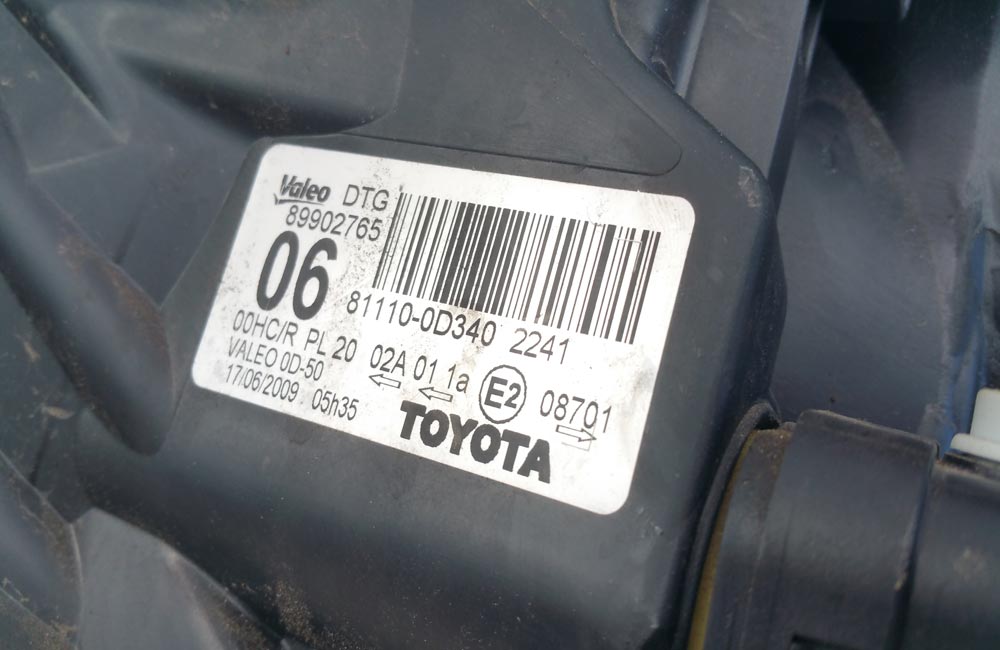 Valeo DTG
89902765
06
81110-0D340 2241
00HC/R PL 20 02A 01 1a E2 08701
VALEO 0D-50
17/06/2009 05h35
TOYOTA